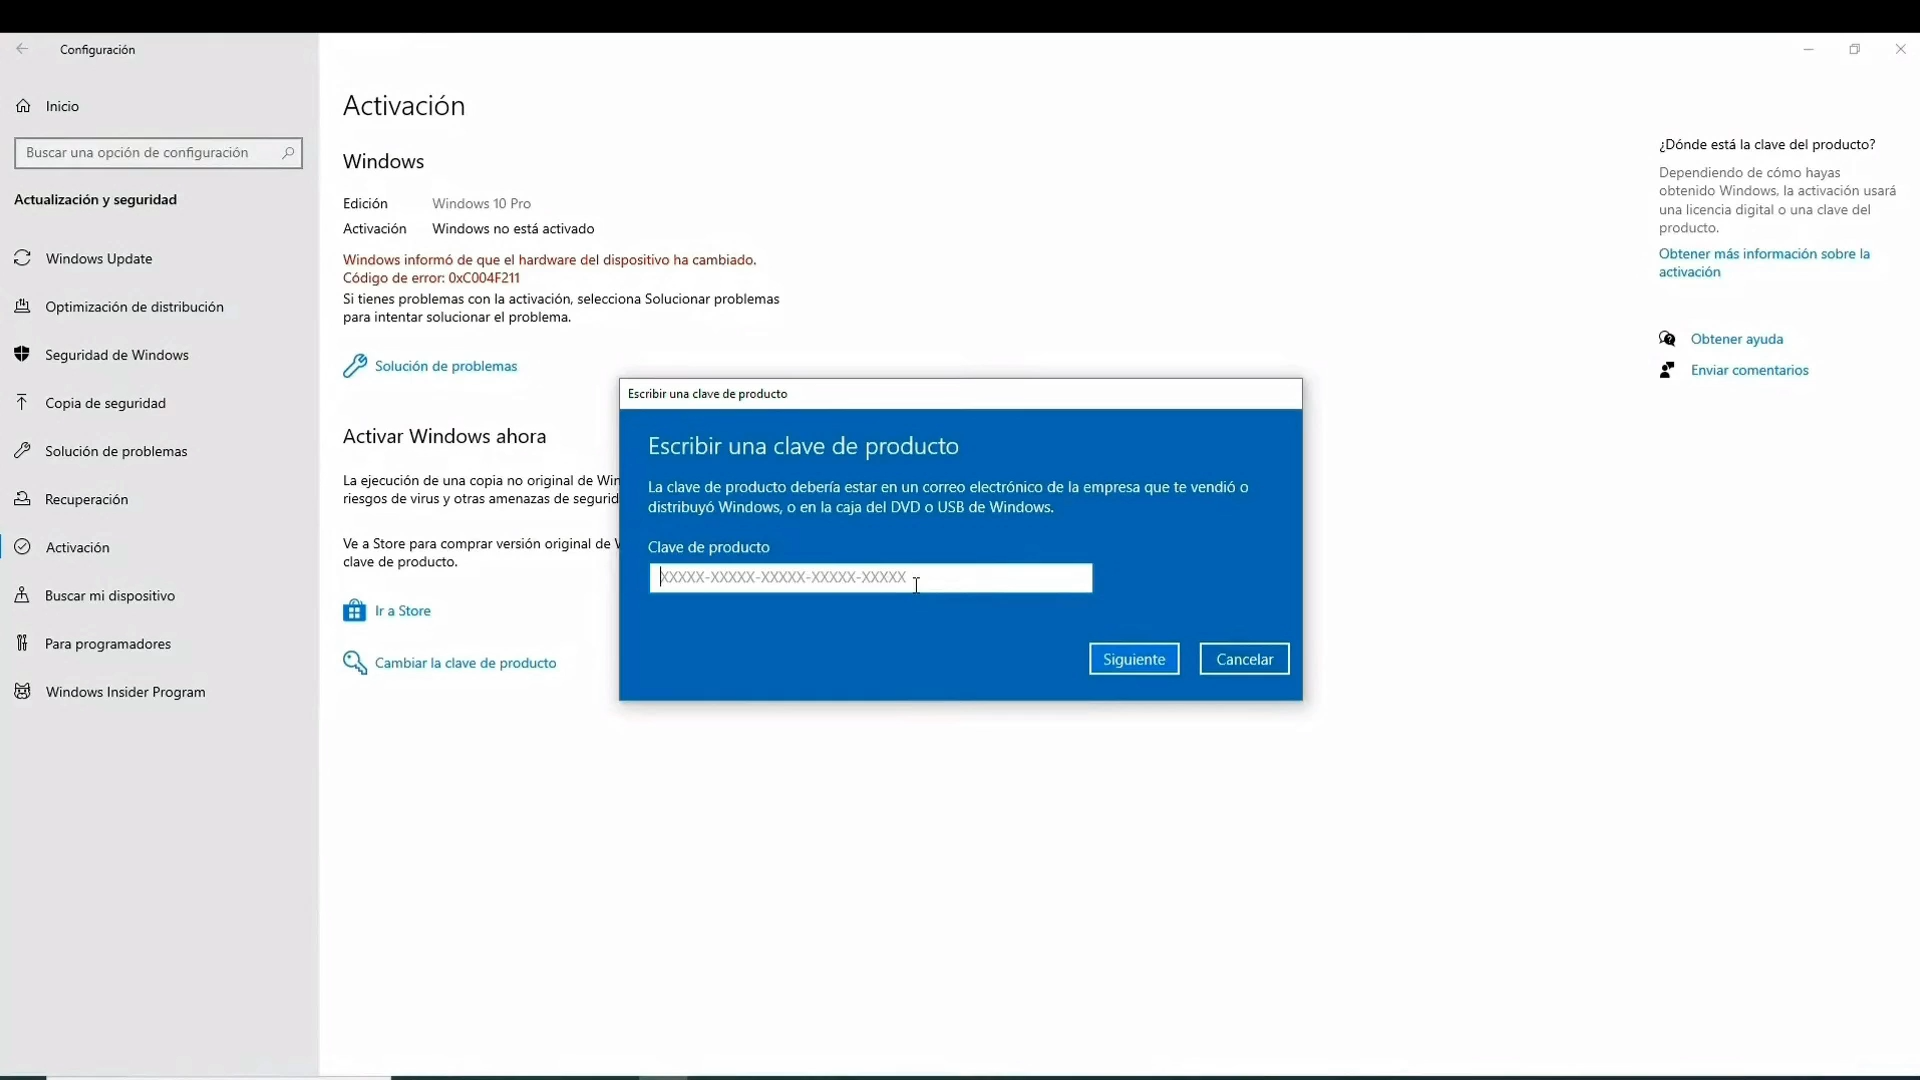 Configuración
Inicio
Buscar una opción de configuración
Actualización y seguridad
Windows Update
Optimización de distribución
Seguridad de Windows
Copia de seguridad
Solución de problemas
Recuperación
Activación
Buscar mi dispositivo
Para programadores
Windows Insider Program
Activación
Windows
Edición Windows 10 Pro
Activación Windows no está activado
Windows informó de que el hardware del dispositivo ha cambiado.
Código de error: 0xC004F211
Si tienes problemas con la activación, selecciona Solucionar problemas
para intentar solucionar el problema.
Solución de problemas
Activar Windows ahora
La ejecución de una copia no original de Win
riesgos de virus y otras amenazas de segurid
Ve a Store para comprar versión original de
clave de producto.
Ir a Store
Cambiar la clave de producto
Escribir una clave de producto
Escribir una clave de producto
La clave de producto debería estar en un correo electrónico de la empresa que te vendió o
distribuyó Windows, o en la caja del DVD o USB de Windows.
Clave de producto
XXXXX-XXXXX-XXXXX-XXXXX-XXXXX
Siguiente
Cancelar
¿Dónde está la clave del producto?
Dependiendo de cómo hayas
obtenido Windows, la activación usará
una licencia digital o una clave del
producto.
Obtener más información sobre la
activación
Obtener ayuda
Enviar comentarios